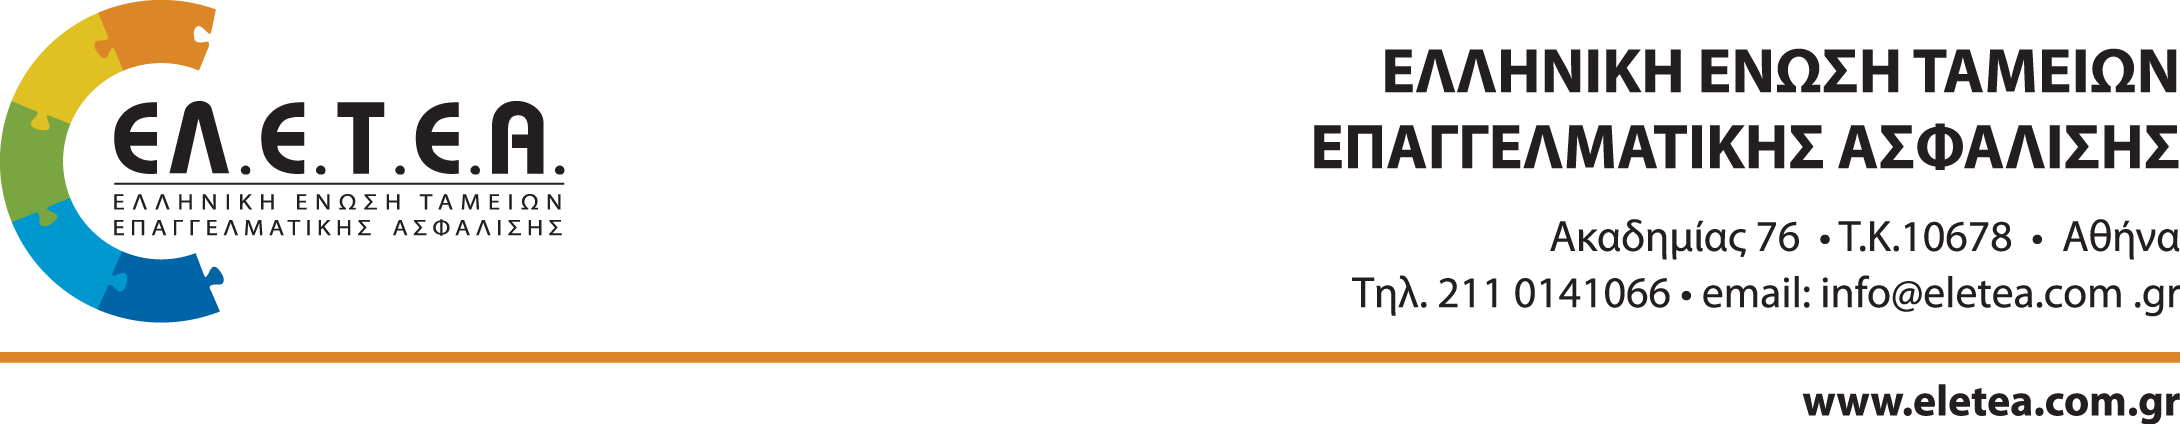 ΕΛ.Ε.Τ.Ε.Α.
ΕΛΛΗΝΙΚΗ ΕΝΩΣΗ ΤΑΜΕΙΩΝ
ΕΠΑΓΓΕΛΜΑΤΙΚΗΣ ΑΣΦΑΛΙΣΗΣ
ΕΛΛΗΝΙΚΗ ΕΝΩΣΗ ΤΑΜΕΙΩΝ
ΕΠΑΓΓΕΛΜΑΤΙΚΗΣ ΑΣΦΑΛΙΣΗΣ
Ακαδημίας 76 • Τ.Κ.10678 • Αθήνα
Τηλ. 211 0141066 • email: info@eletea.com .gr
www.eletea.com.gr